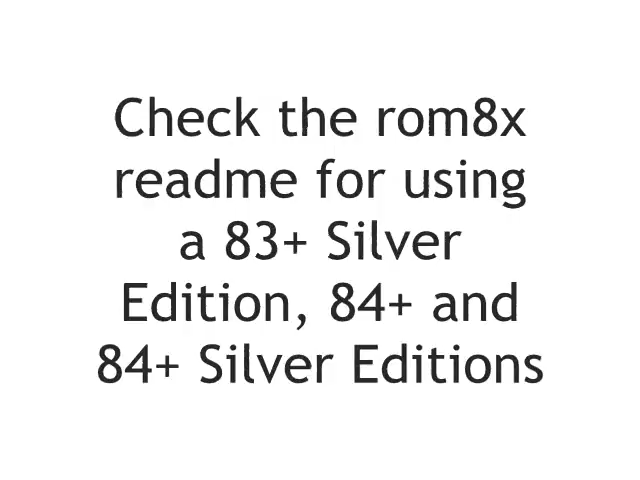 Check the rom8x
readme for using
a 83+ Silver
Edition, 84+ and
84+ Silver Editions